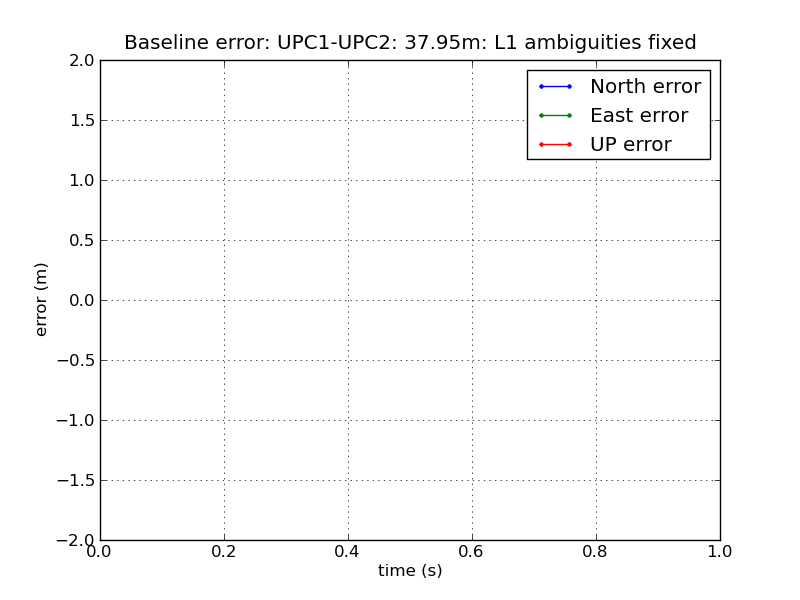 Baseline error: UPC1-UPC2: 37.95m: L1 ambiguities fixed
2.0
1.5
1.0
0.5
0.0
−0.5
−1.0
−1.5
−2.0
error (m)
North error
East error
UP error
0.0 0.2 0.4 0.6 0.8 1.0
time (s)